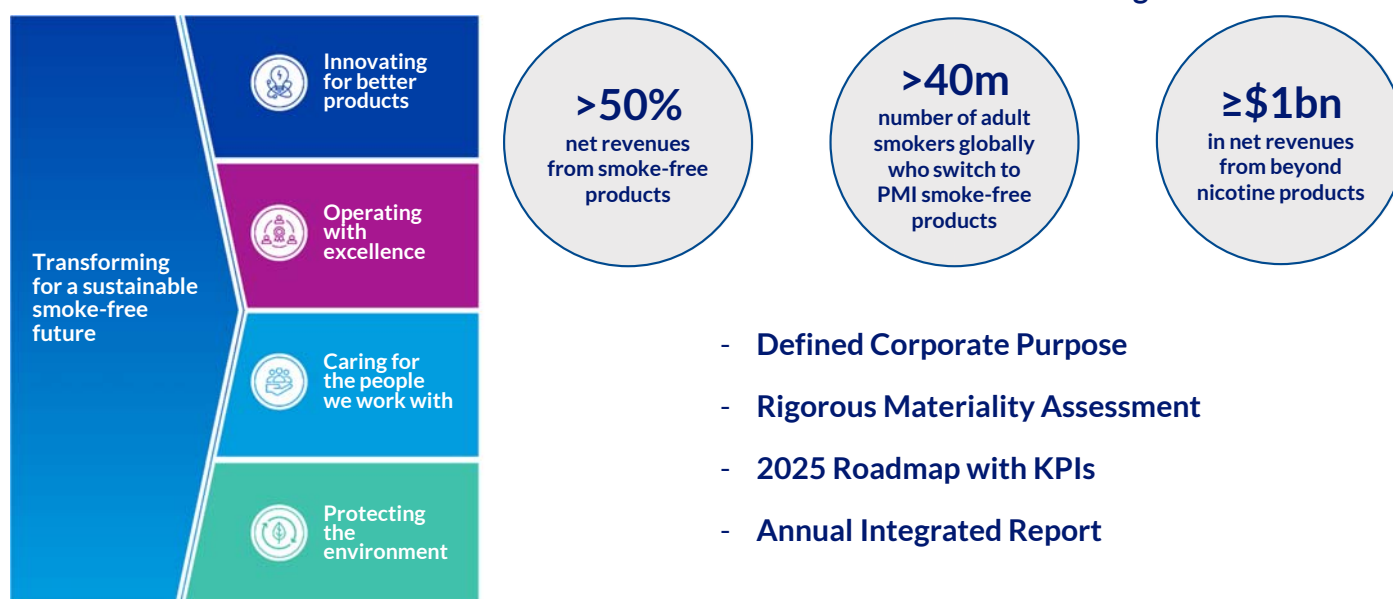 Transforming
for a sustainable
smoke-free
future
Innovating
for better
products
Operating
with
excellence
Caring for
the people
we work with
Protecting
the
environment
>50%
net revenues
from smoke-free
products
>40m
number of adult
smokers globally
who switch to
PMI smoke-free
products
≥$1bn
in net revenues
from beyond
nicotine products
- Defined Corporate Purpose
- Rigorous Materiality Assessment
- 2025 Roadmap with KPIs
- Annual Integrated Report